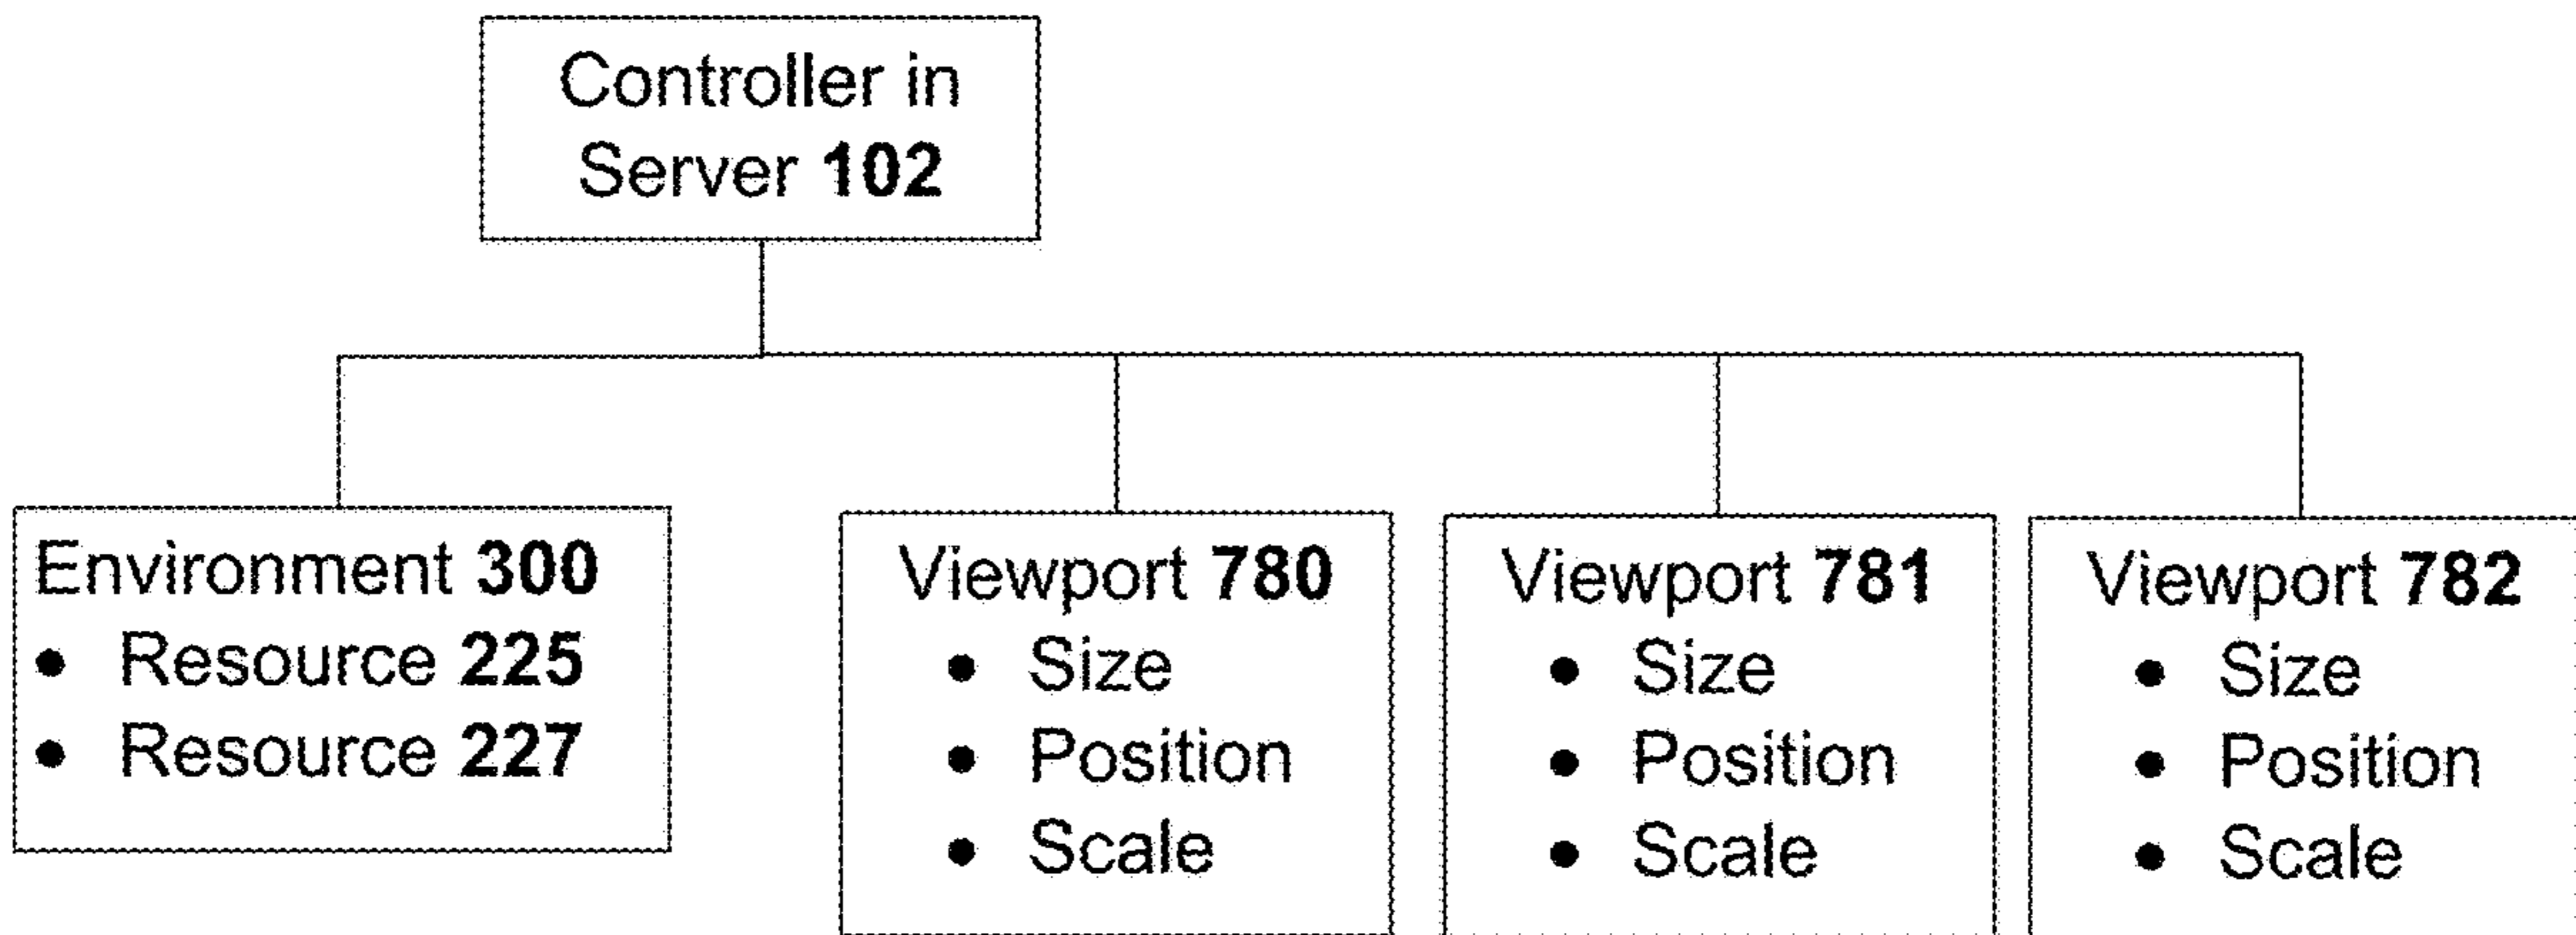 Controller in
Server 102
Environment 300
• Resource 225
• Resource 227
Viewport 780
• Size
• Position
• Scale
Viewport 781
• Size
• Position
• Scale
Viewport 782
• Size
• Position
• Scale